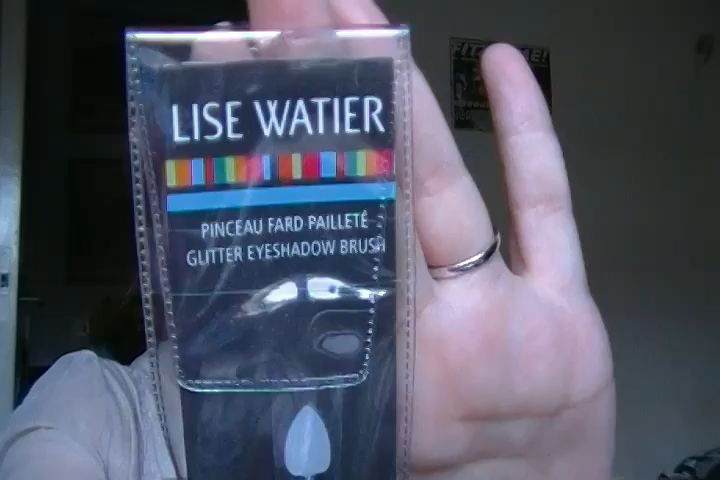 LISE WATIER
PINCEAU FARD PAILLETÉ
GLITTER EYESHADOW BRUSH